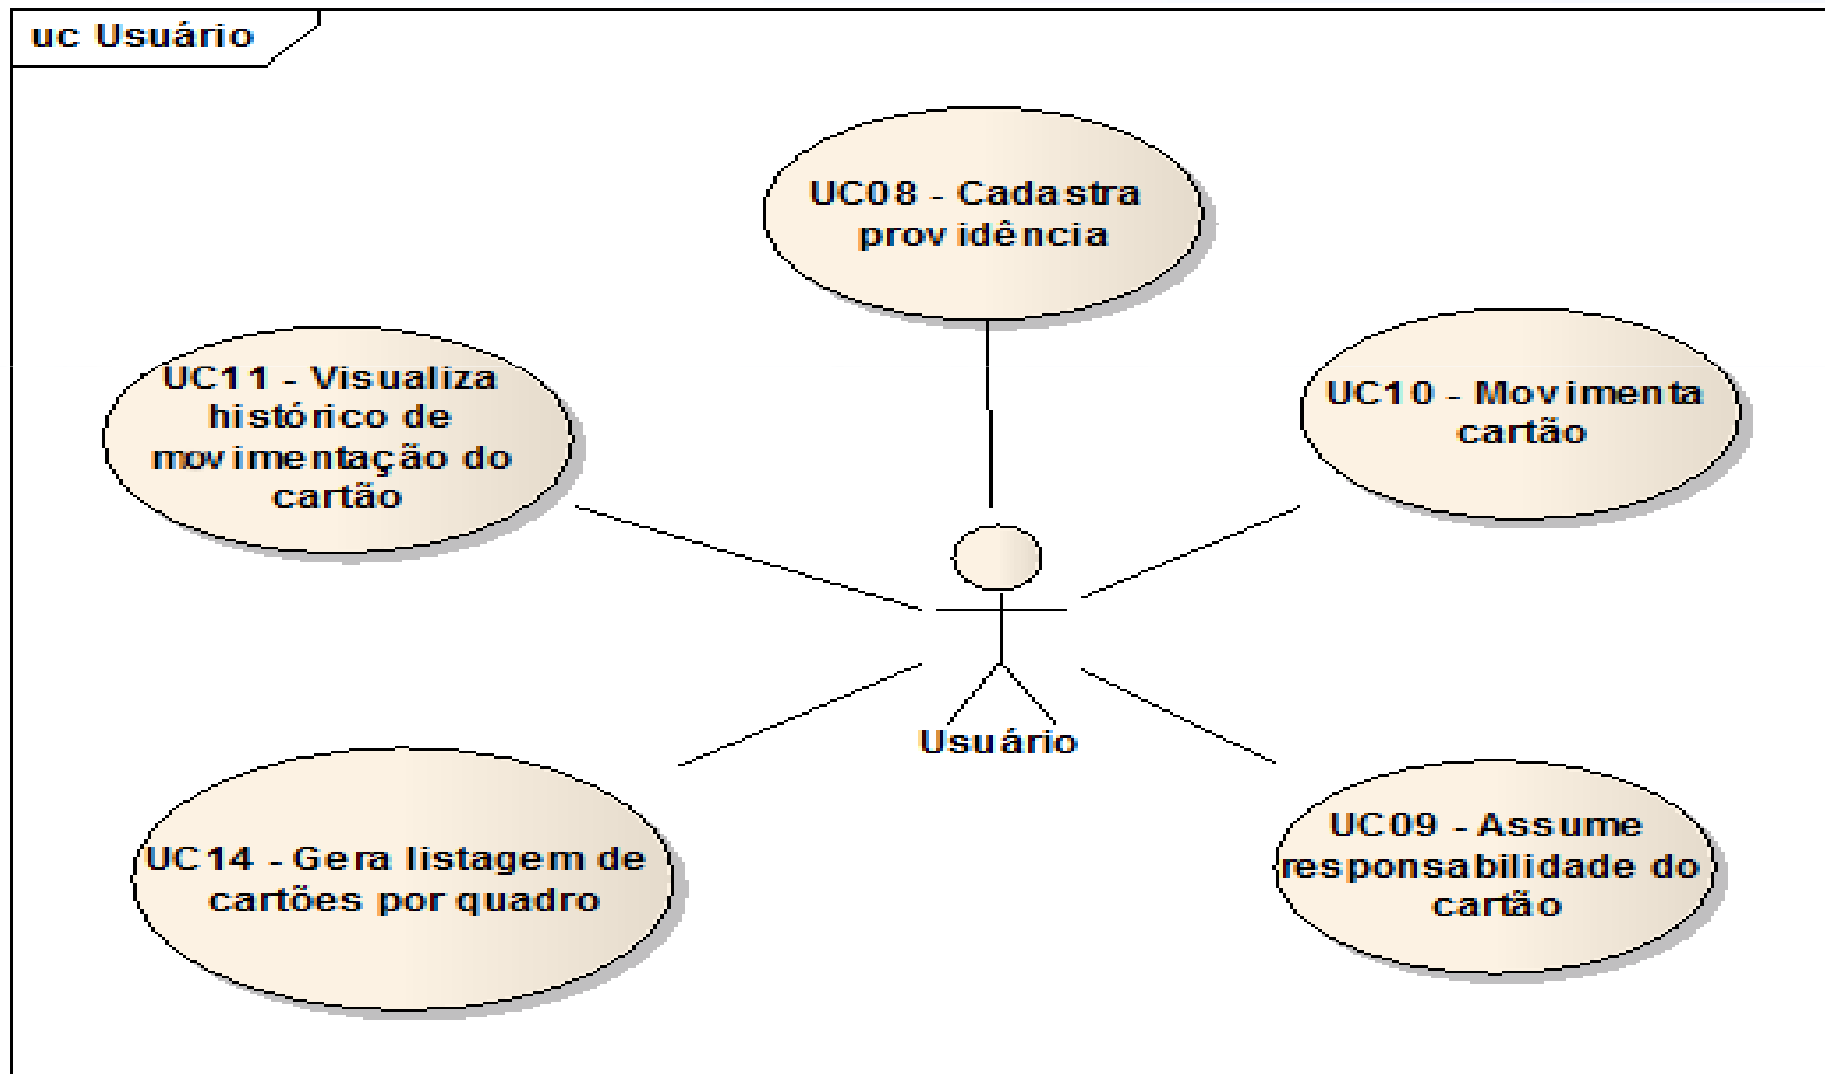 uc Usuário
UC08 - Cadastra
providência
UC11 - Visualiza
histórico de
movimentação do
cartão
UC10 - Movimenta
cartão
Usuário
UC14 - Gera listagem de
cartões por quadro
UC09 - Assume
responsabilidade do
cartão